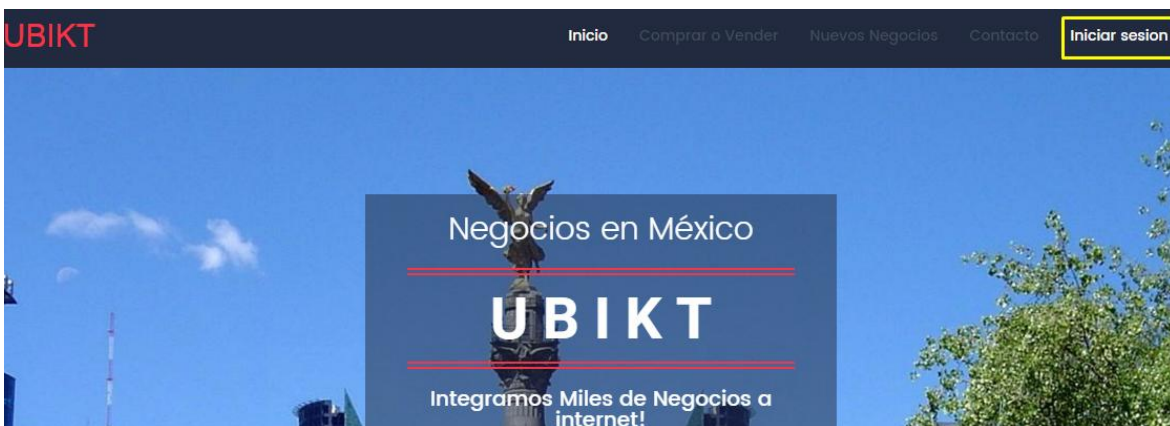 UBIKT
Inicio Comprar o Vender Nuevos Negocios Contacto Iniciar sesion
Negocios en México
UBIKT
Integramos Miles de Negocios a
internet!